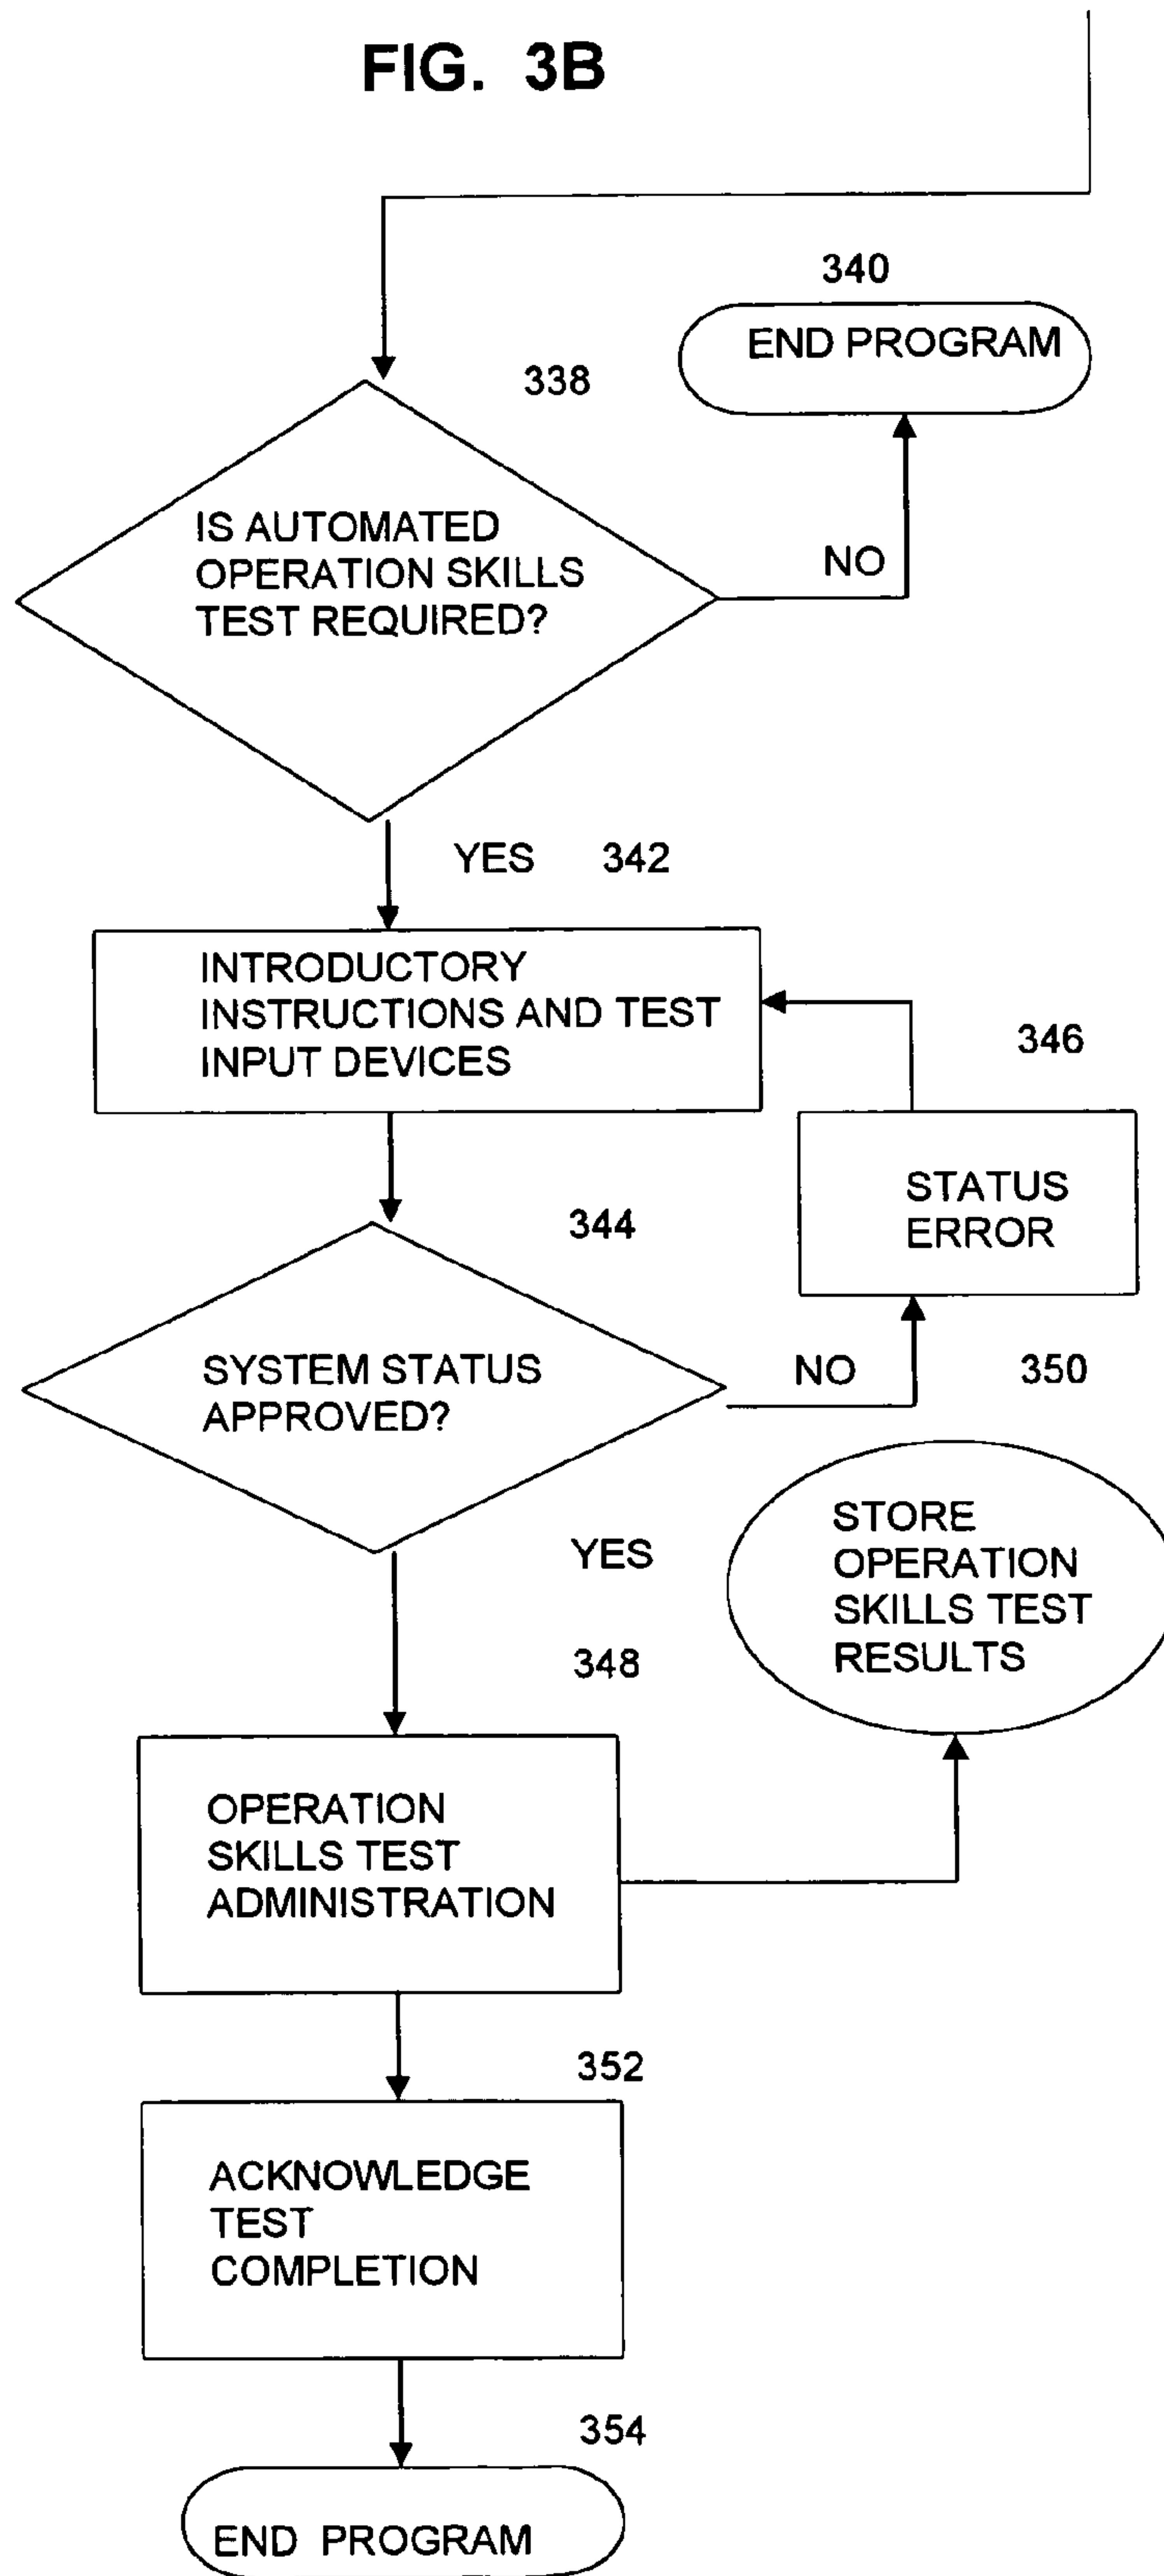 FIG. 3B
340
END PROGRAM
338
IS AUTOMATED
OPERATION SKILLS
TEST REQUIRED?
NO
YES 342
INTRODUCTORY
INSTRUCTIONS AND TEST
INPUT DEVICES
346
STATUS
ERROR
344
SYSTEM STATUS
APPROVED?
NO
350
STORE
OPERATION
SKILLS TEST
RESULTS
YES
348
OPERATION
SKILLS TEST
ADMINISTRATION
352
ACKNOWLEDGE
TEST
COMPLETION
354
END PROGRAM